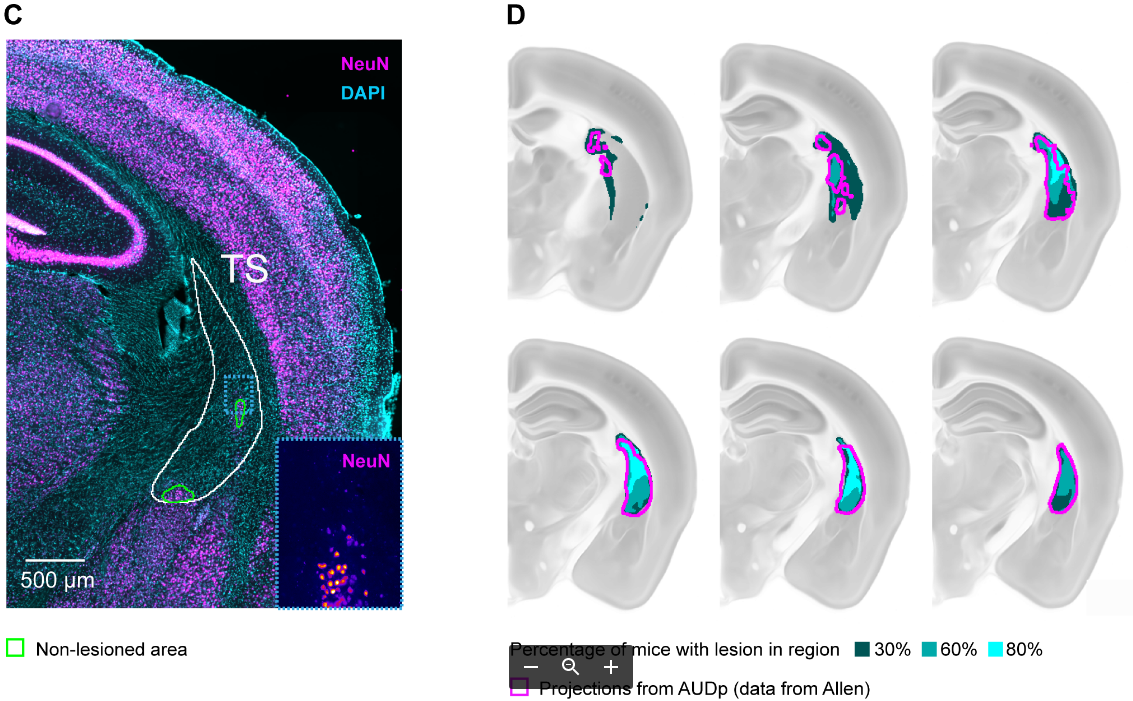 C
D
NeuN
DAPI
TS
NeuN
500 μm
Non-lesioned area
Percentage of mice with lesion in region 30% 60% 80%
Projections from AUDp (data from Allen)